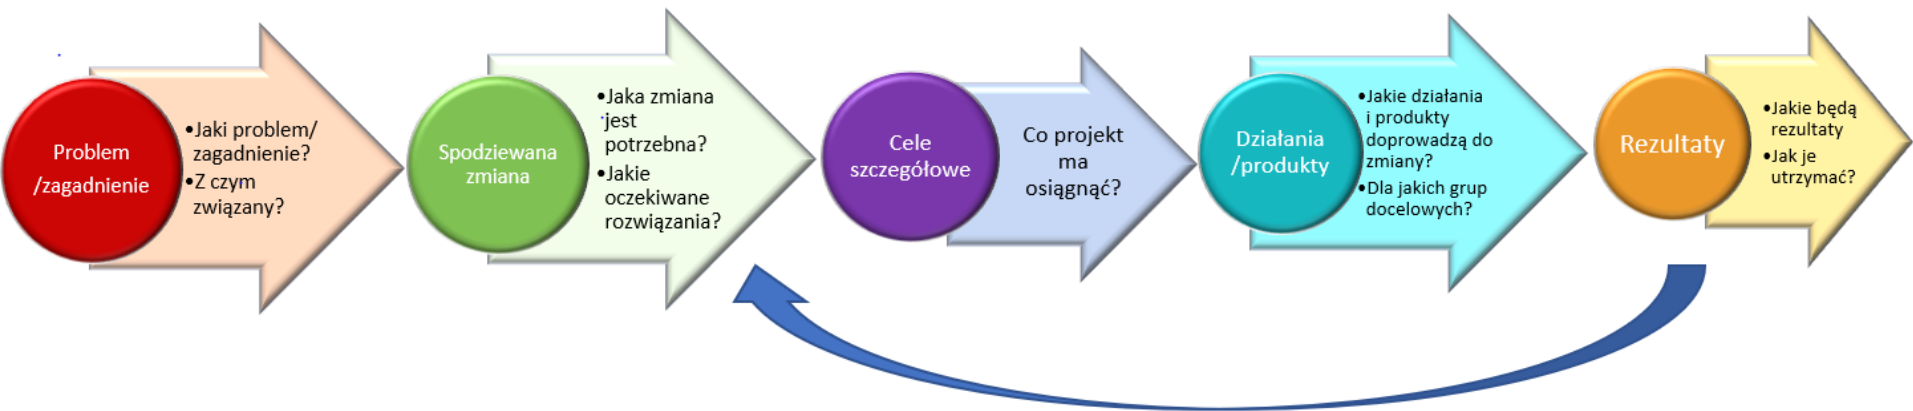 Problem
/zagadnienie
•Jaki problem/
zagadnienie?
•Z czym
związany?
Spodziewana
zmiana
•Jaka zmiana
jest
potrzebna?
•Jakie
oczekiwane
rozwiązania?
Cele
szczegółowe
Co projekt
ma
osiągnąć?
Działania
/produkty
•Jakie działania
i produkty
doprowadzą do
zmiany?
•Dla jakich grup
docelowych?
Rezultaty
•Jakie będą
rezultaty
•Jak je
utrzymać?